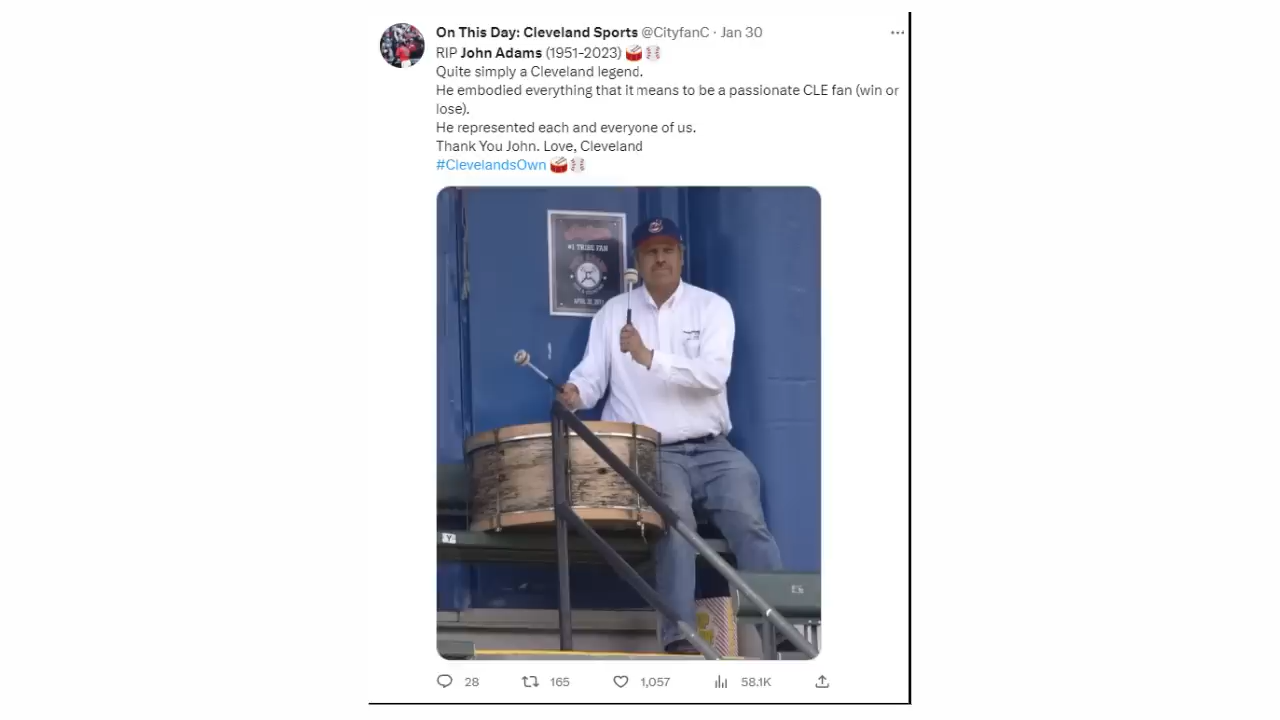 On This Day: Cleveland Sports @CityfanC · Jan 30
RIP John Adams (1951-2023) 🥁⚾
Quite simply a Cleveland legend.
He embodied everything that it means to be a passionate CLE fan (win or
lose).
He represented each and everyone of us.
Thank You John. Love, Cleveland
#ClevelandsOwn 🥁⚾
#1 TRIBE FAN
Y
28 165 1,057 58.1K